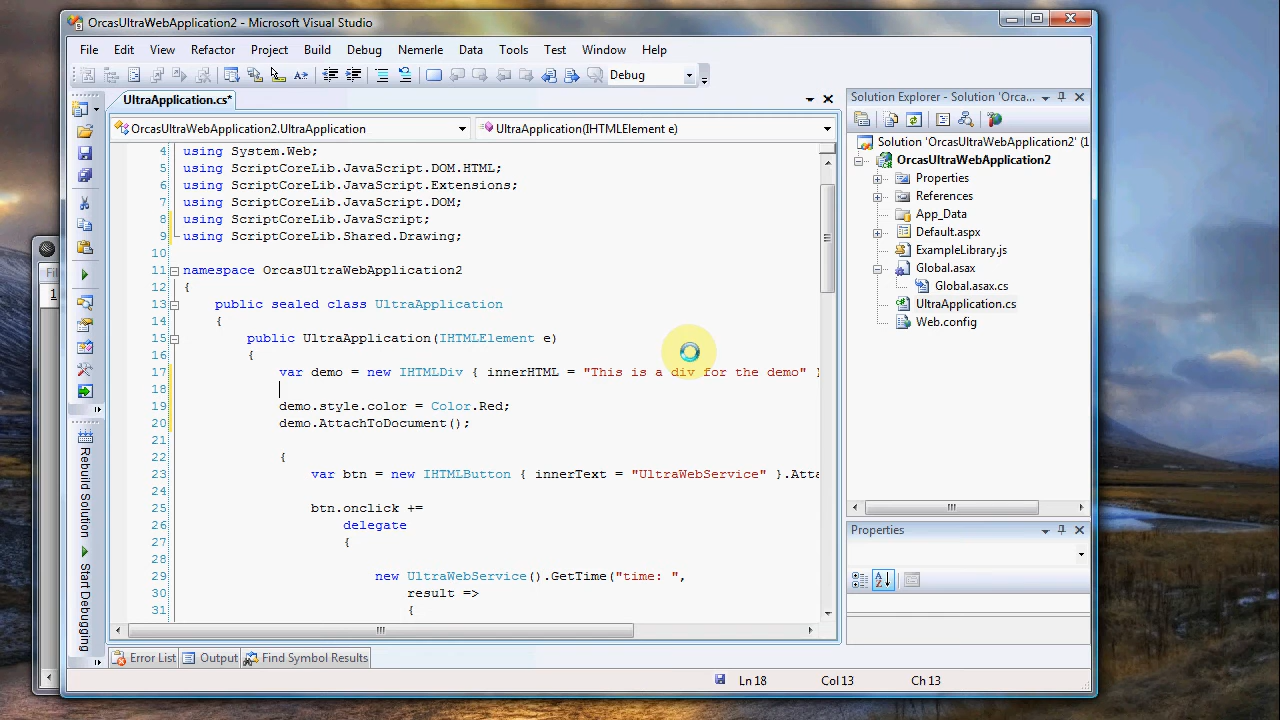 OrcasUltraWebApplication2 - Microsoft Visual Studio
File Edit View Refactor Project Build Debug Nemerle Data Tools Test Window Help
Debug
UltraApplication.cs*
OrcasUltraWebApplication2.UltraApplication
UltraApplication(IHTMLElement e)
4 using System.Web;
5 using ScriptCoreLib.JavaScript.DOM.HTML;
6 using ScriptCoreLib.JavaScript.Extensions;
7 using ScriptCoreLib.JavaScript.DOM;
8 using ScriptCoreLib.JavaScript;
9 using ScriptCoreLib.Shared.Drawing;
10
11 namespace OrcasUltraWebApplication2
12 {
13 public sealed class UltraApplication
14 {
15 public UltraApplication(IHTMLElement e)
16 {
17 var demo = new IHTMLDiv { innerHTML = "This is a div for the demo" }
18
19 demo.style.color = Color.Red;
20 demo.AttachToDocument();
21
22 {
23 var btn = new IHTMLButton { innerText = "UltraWebService" }.Atta
24
25 btn.onclick +=
26 delegate
27 {
28
29 new UltraWebService().GetTime("time: ",
30 result =>
31 {
Rebuild Solution
Start Debugging
Error List Output Find Symbol Results
Ln 18 Col 13 Ch 13
Solution Explorer - Solution 'Orca...
Solution 'OrcasUltraWebApplication2' (1
OrcasUltraWebApplication2
Properties
References
App_Data
Default.aspx
ExampleLibrary.js
Global.asax
Global.asax.cs
UltraApplication.cs
Web.config
Properties
Fil
1